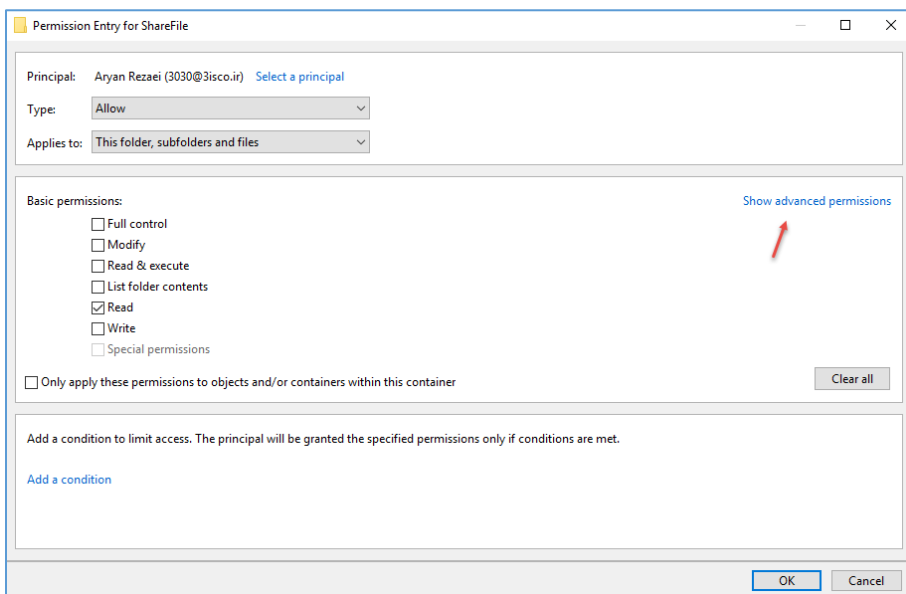 Permission Entry for ShareFile
Principal: Aryan Rezaei (3030@3isco.ir) Select a principal
Type: Allow
Applies to: This folder, subfolders and files
Basic permissions: Show advanced permissions
Full control
Modify
Read & execute
List folder contents
Read
Write
Special permissions
Only apply these permissions to objects and/or containers within this container Clear all
Add a condition to limit access. The principal will be granted the specified permissions only if conditions are met.
Add a condition
OK Cancel